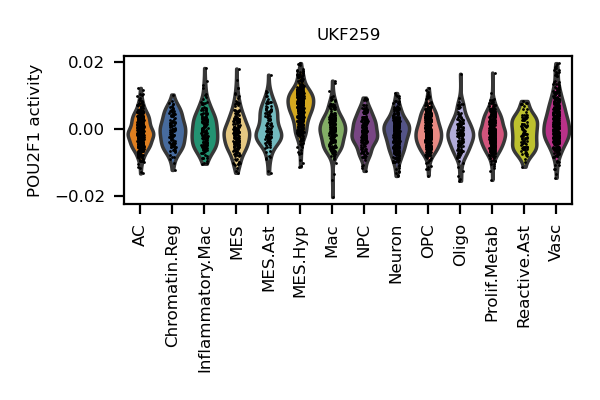 UKF259
POU2F1 activity
0.02
0.00
−0.02
AC
Chromatin.Reg
Inflammatory.Mac
MES
MES.Ast
MES.Hyp
Mac
NPC
Neuron
OPC
Oligo
Prolif.Metab
Reactive.Ast
Vasc